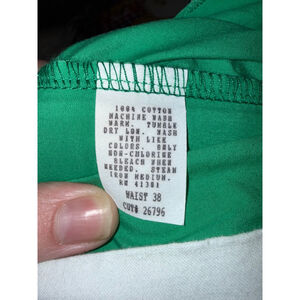 100% COTTON
MACHINE WASH
WARM. TUMBLE
DRY LOW. WASH
WITH LIKE
COLORS. ONLY
NON-CHLORINE
BLEACH WHEN
NEEDED. STEAM
IRON MEDIUM.
RN 41381
WAIST 38
CUT# 26796